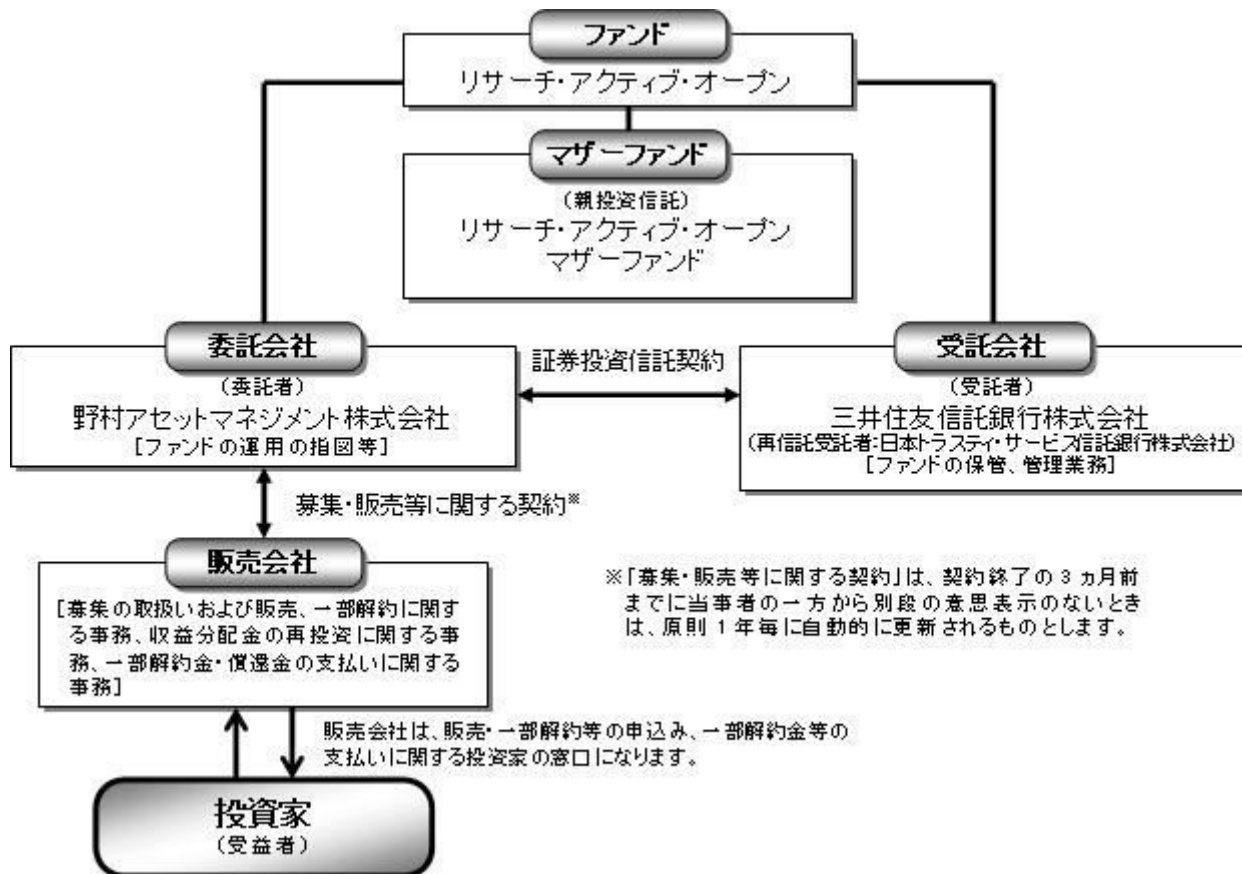 ファンド
リサーチ・アクティブ・オープン
マザーファンド
(親投資信託)
リサーチ・アクティブ・オープン
マザーファンド
委託会社
(委託者)
野村アセットマネジメント株式会社
[ファンドの運用の指図等]
証券投資信託契約
受託会社
(受託者)
三井住友信託銀行株式会社
(再信託受託者:日本トラスティ・サービス信託銀行株式会社)
[ファンドの保管、管理業務]
募集・販売等に関する契約※
販売会社
[募集の取扱いおよび販売、一部解約に関す
る事務、収益分配金の再投資に関する事
務、一部解約金・償還金の支払いに関する
事務]
※「募集・販売等に関する契約」は、契約終了の3ヵ月前
までに当事者の一方から別段の意思表示のないとき
は、原則1年毎に自動的に更新されるものとします。
販売会社は、販売・一部解約等の申込み、一部解約金等の
支払いに関する投資家の窓口になります。
投資家
(受益者)